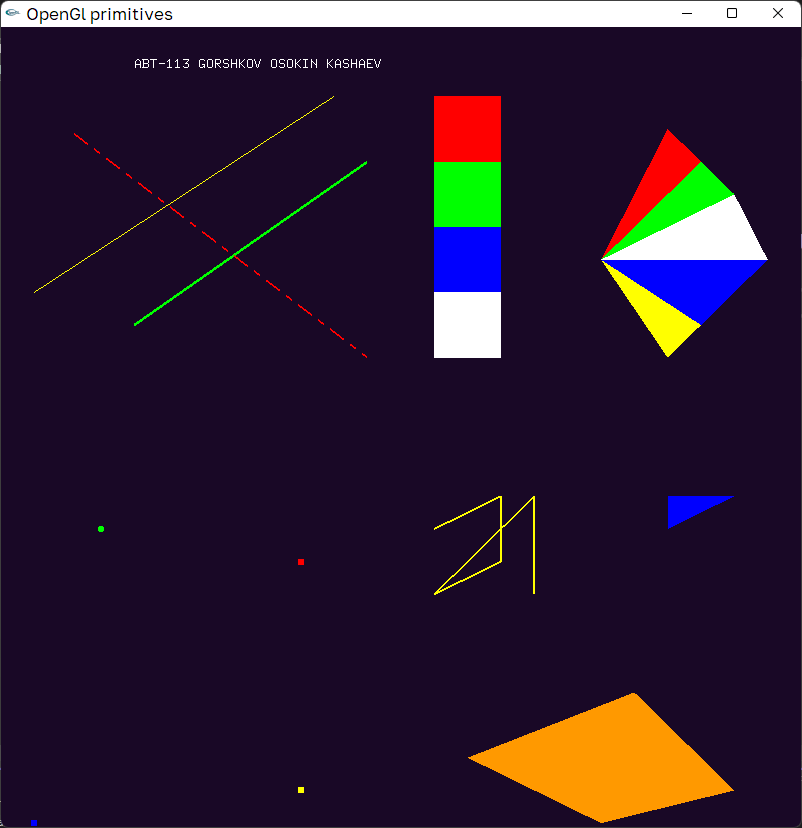 OpenGl primitives
ABT-113 GORSHKOV OSOKIN KASHAEV